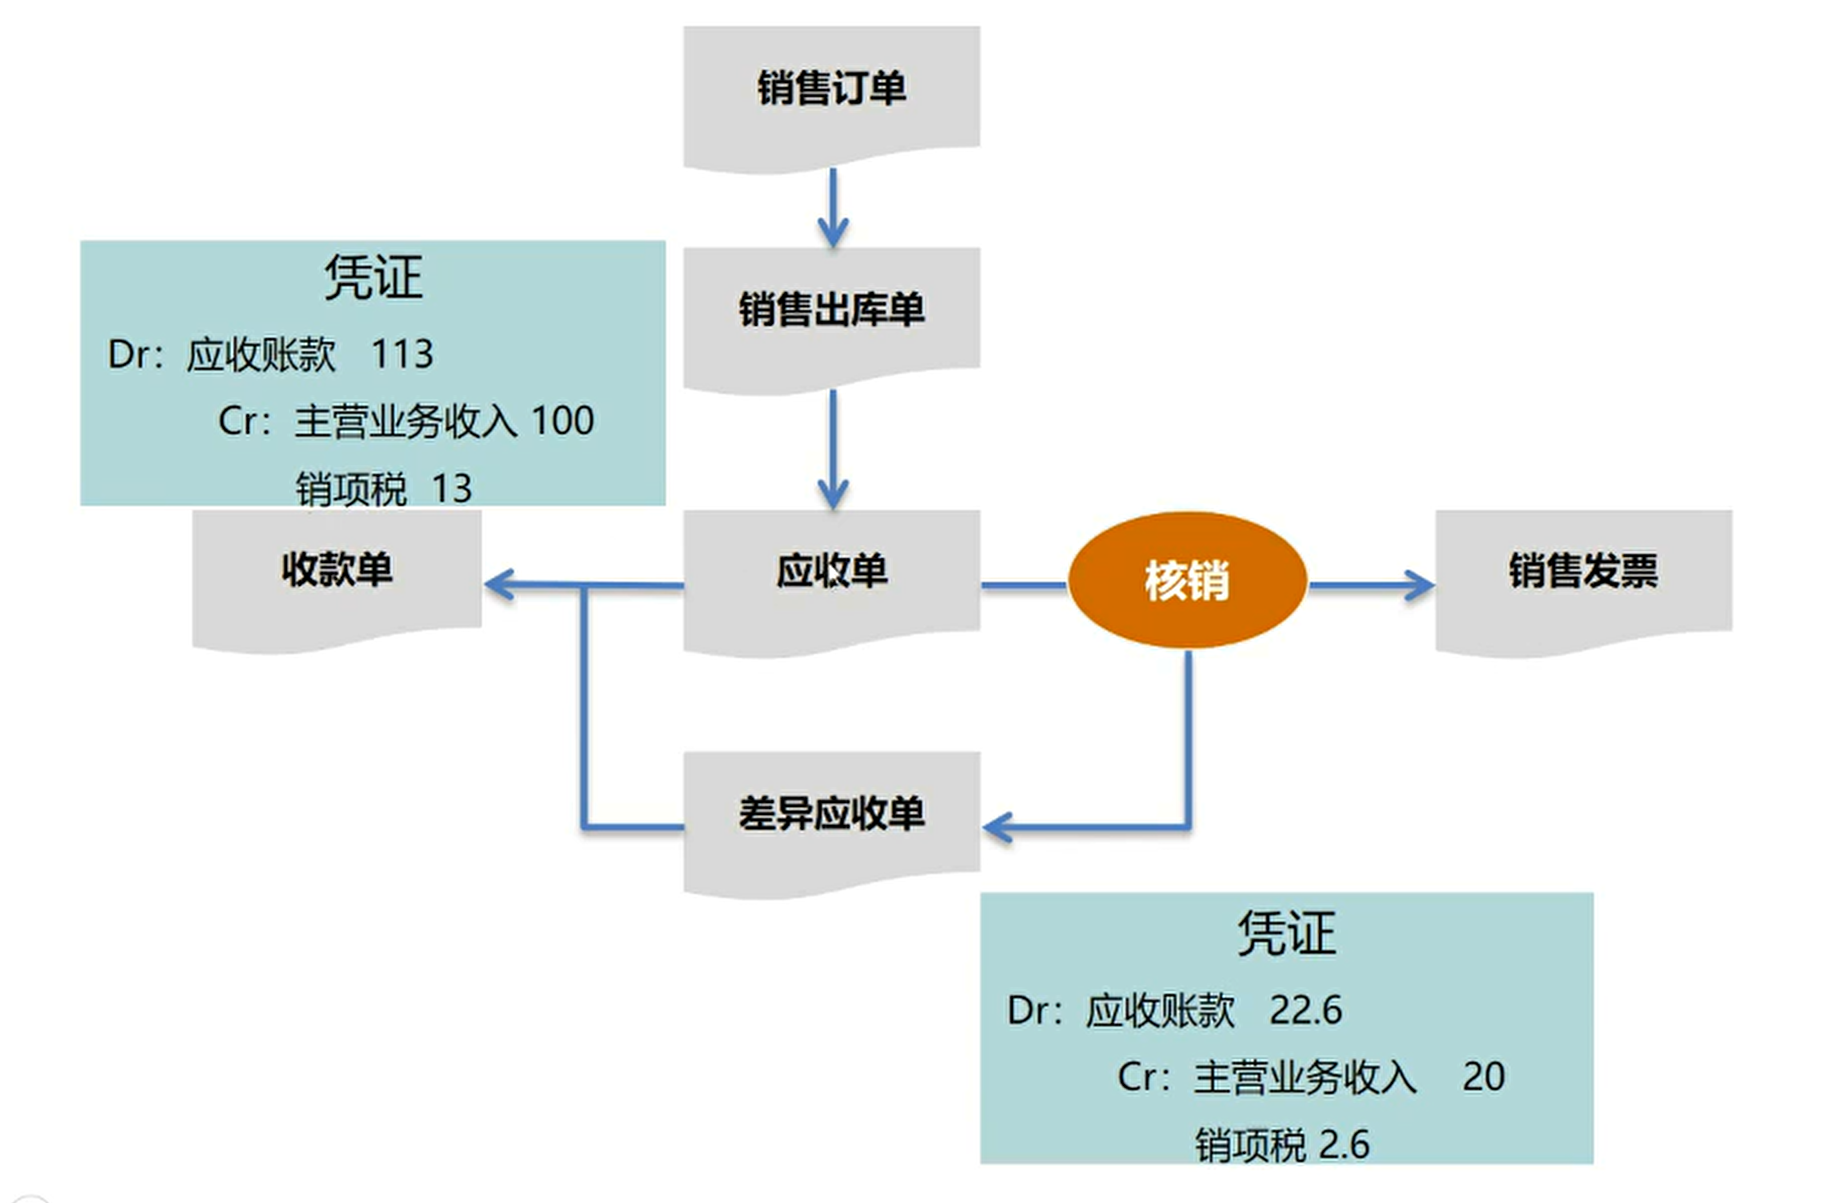 销售订单
销售出库单
凭证
Dr：应收账款 113
Cr：主营业务收入 100
销项税 13
收款单
应收单
核销
销售发票
差异应收单
凭证
Dr：应收账款 22.6
Cr：主营业务收入 20
销项税 2.6